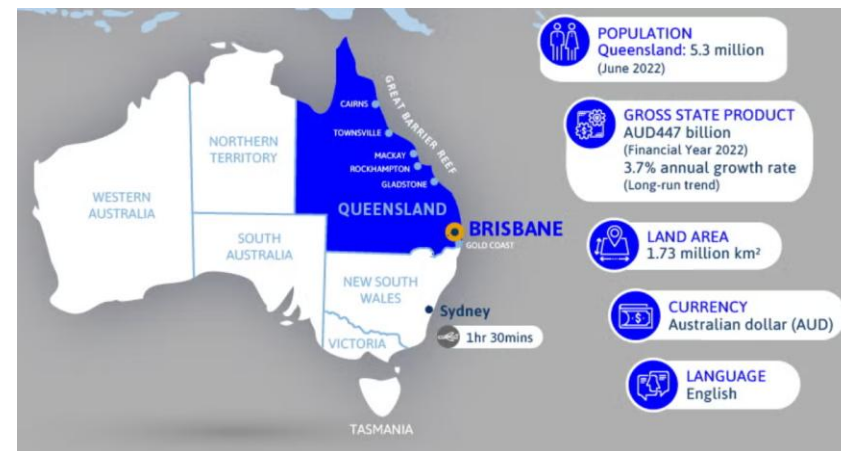 POPULATION
Queensland: 5.3 million
(June 2022)
GROSS STATE PRODUCT
AUD447 billion
(Financial Year 2022)
3.7% annual growth rate
(Long-run trend)
LAND AREA
1.73 million km²
CURRENCY
Australian dollar (AUD)
LANGUAGE
English
CAIRNS
GREAT BARRIER REEF
TOWNSVILLE
MACKAY
ROCKHAMPTON
GLADSTONE
NORTHERN
TERRITORY
WESTERN
AUSTRALIA
QUEENSLAND
BRISBANE
GOLD COAST
SOUTH
AUSTRALIA
NEW SOUTH
WALES
Sydney
1hr 30mins
VICTORIA
TASMANIA